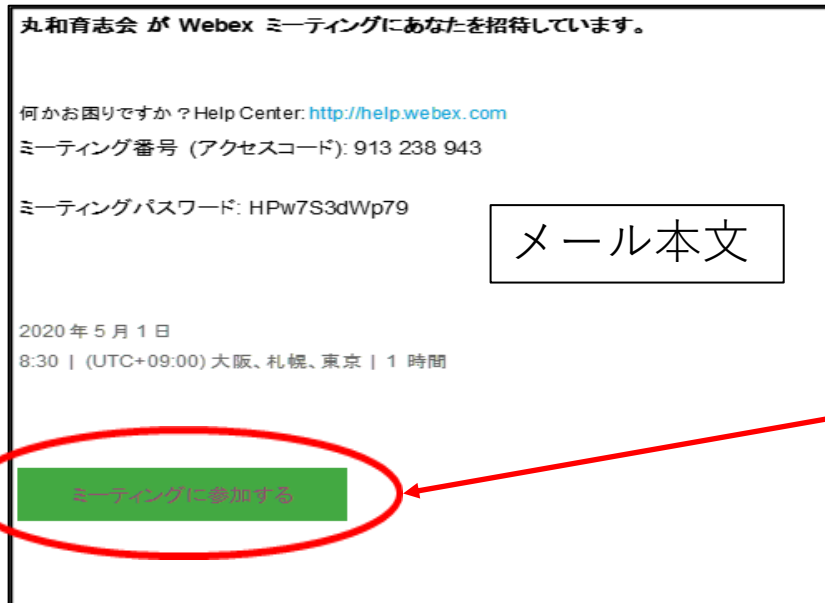 丸和育志会 が Webex ミーティングにあなたを招待しています。
何かお困りですか？Help Center: http://help.webex.com
ミーティング番号 (アクセスコード): 913 238 943
ミーティングパスワード: HPw7S3dWp79
メール本文
2020 年 5 月 1 日
8:30 | (UTC+09:00) 大阪、札幌、東京 | 1 時間
ミーティングに参加する